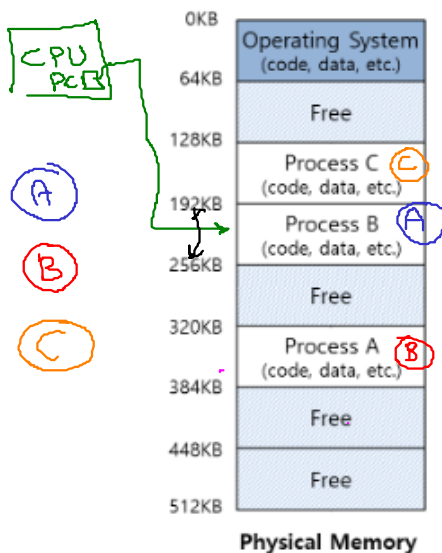 0KB
CPU
PCB
Operating System
(code, data, etc.)
64KB
Free
128KB
Process C
(code, data, etc.)
C
A
192KB
Process B
(code, data, etc.)
A
B
256KB
Free
320KB
C
Process A
(code, data, etc.)
B
384KB
Free
448KB
Free
512KB
Physical Memory